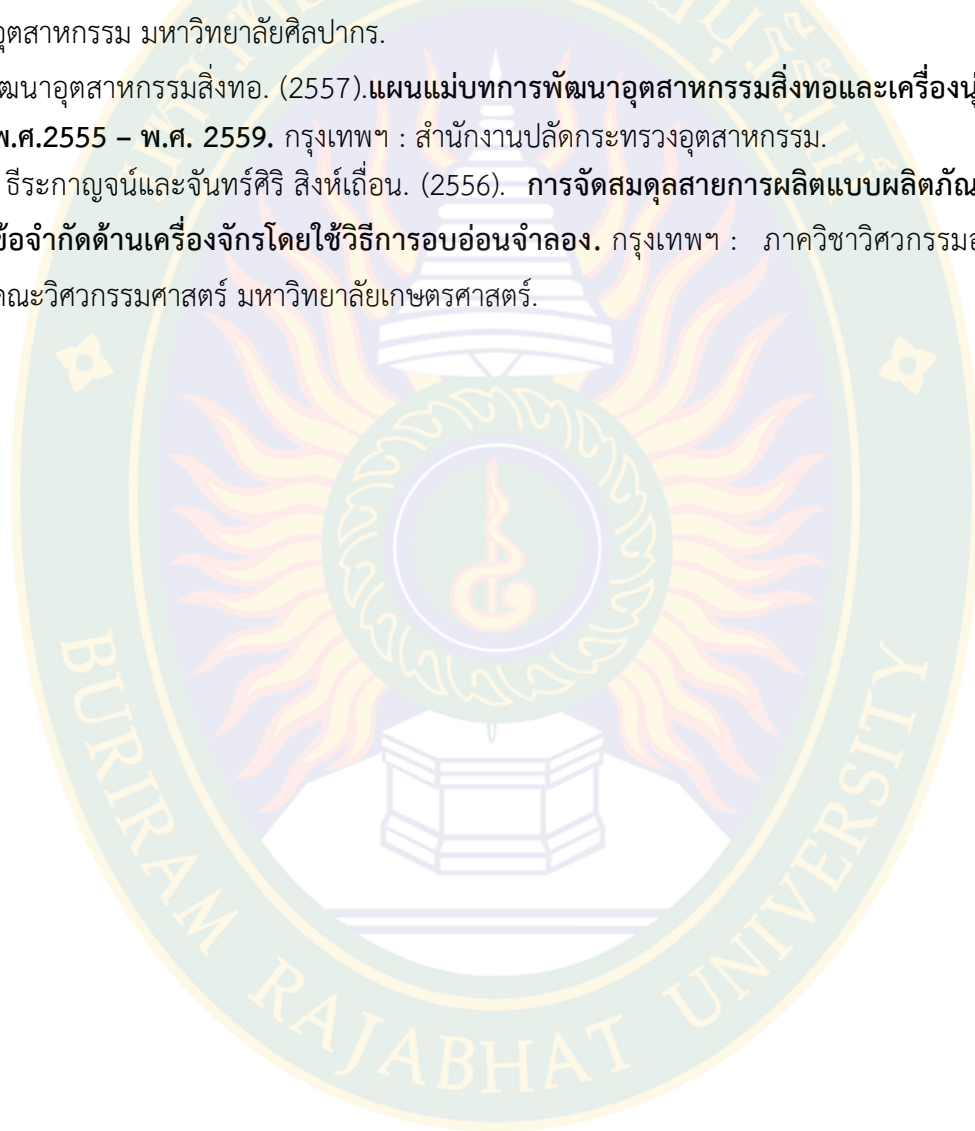 อุตสาหกรรม มหาวิทยาลัยศิลปากร.
ฒนาอุตสาหกรรมสิ่งทอ. (2557).แผนแม่บทการพัฒนาอุตสาหกรรมสิ่งทอและเครื่องนุ่
พ.ศ.2555 – พ.ศ. 2559. กรุงเทพฯ : สำนักงานปลัดกระทรวงอุตสาหกรรม.
ธีระกาญจน์และจันทร์ศิริ สิงห์เถื่อน. (2556). การจัดสมดุลสายการผลิตแบบผลิตภัณ
ข้อจำกัดด้านเครื่องจักรโดยใช้วิธีการอบอ่อนจำลอง. กรุงเทพฯ : ภาควิชาวิศวกรรม
คณะวิศวกรรมศาสตร์ มหาวิทยาลัยเกษตรศาสตร์.
BURIRAM RAJABHAT UNIVERSITY